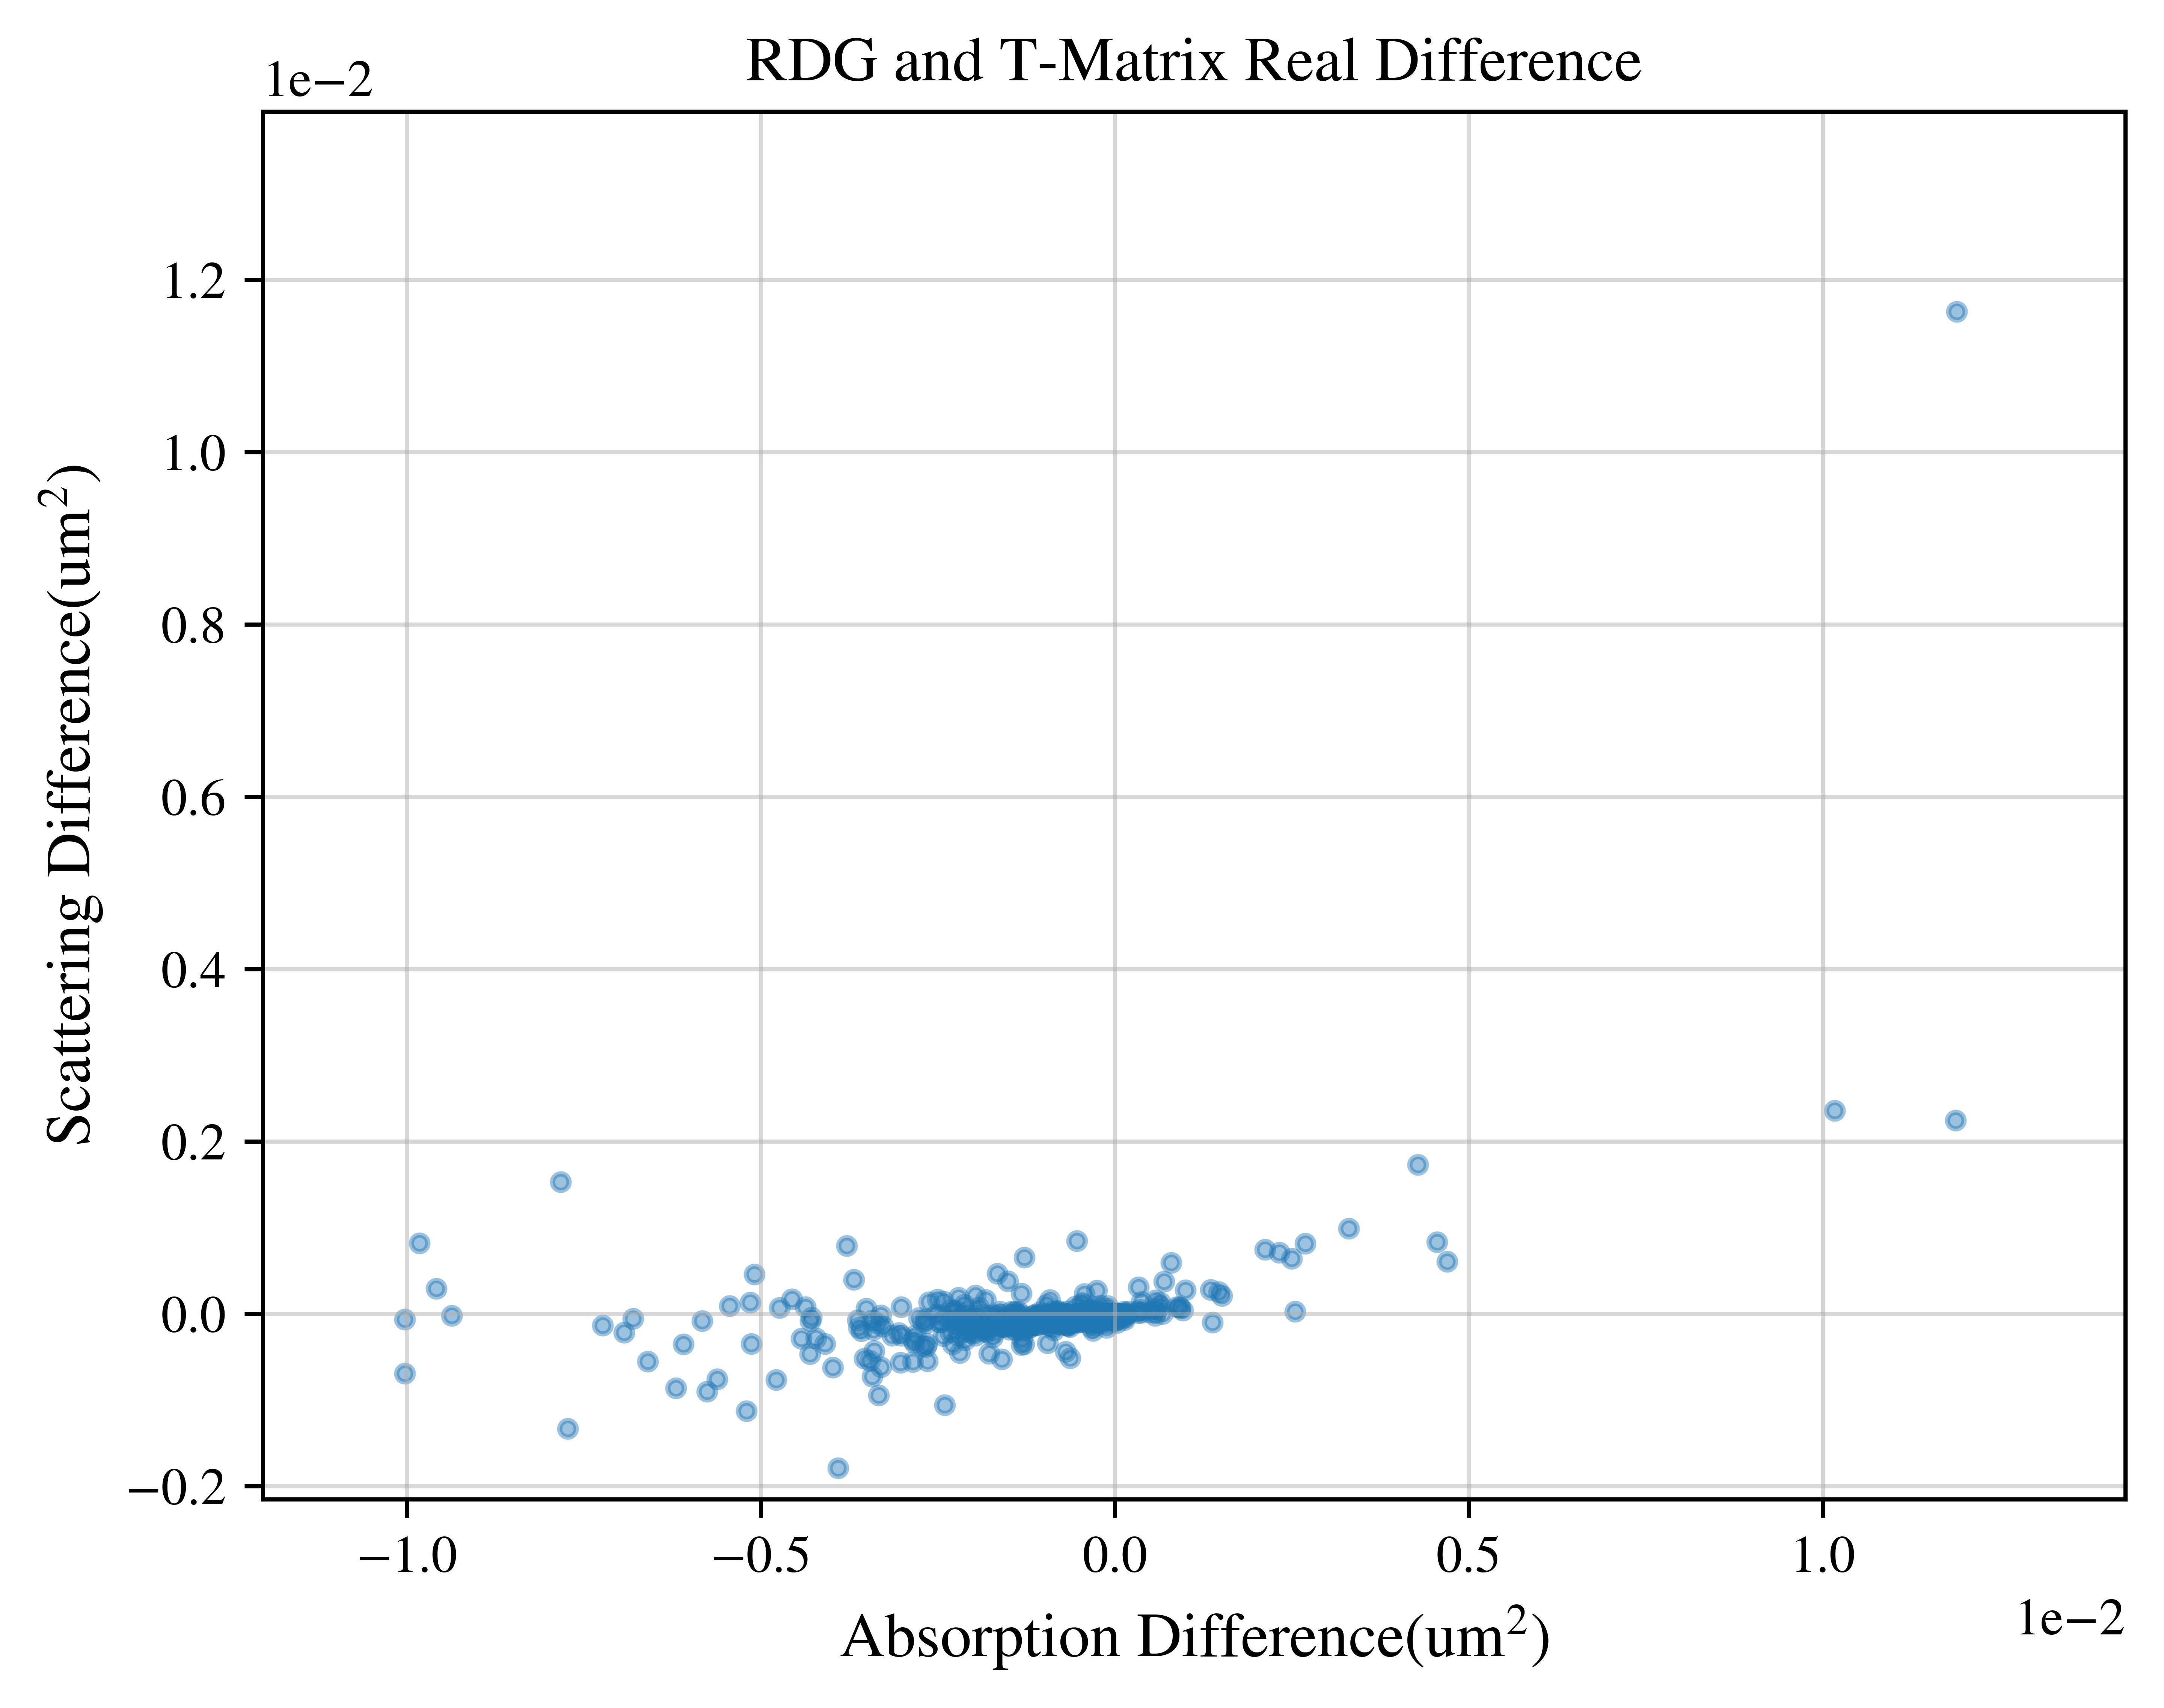 RDG and T-Matrix Real Difference
1e−2
1.2
1.0
0.8
0.6
0.4
0.2
0.0
−0.2
Scattering Difference(um²)
−1.0 −0.5 0.0 0.5 1.0
1e−2
Absorption Difference(um²)